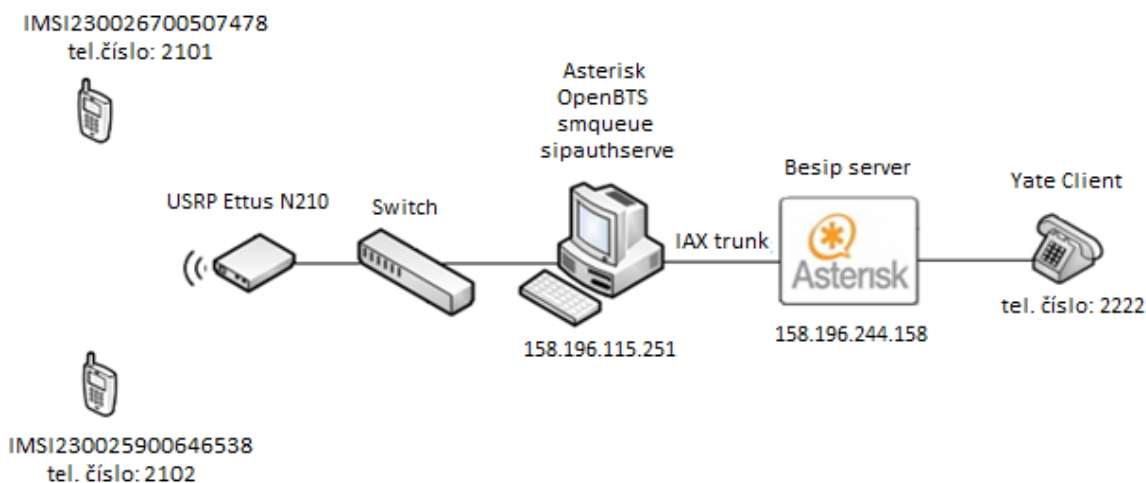 IMSI230026700507478
tel.číslo: 2101
Asterisk
OpenBTS
smqueue
sipauthserve
USRP Ettus N210
Switch
IAX trunk
Besip server
Asterisk
Yate Client
tel. číslo: 2222
158.196.115.251
158.196.244.158
IMSI230025900646538
tel. číslo: 2102